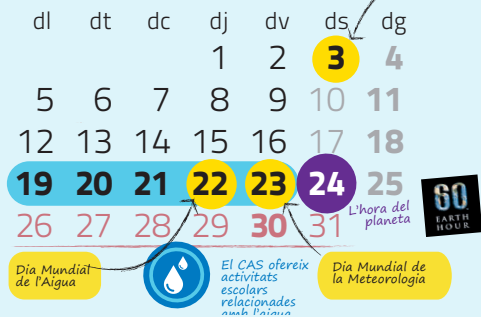 dl dt dc dj dv ds dg
1 2 3 4
5 6 7 8 9 10 11
12 13 14 15 16 17 18
19 20 21 22 23 24 25
26 27 28 29 30 31
L'hora del
planeta
60
EARTH
HOUR
Dia Mundial
de l'Aigua
El CAS ofereix
activitats
escolars
relacionades
amb l'aigua
Dia Mundial de
la Meteorologia